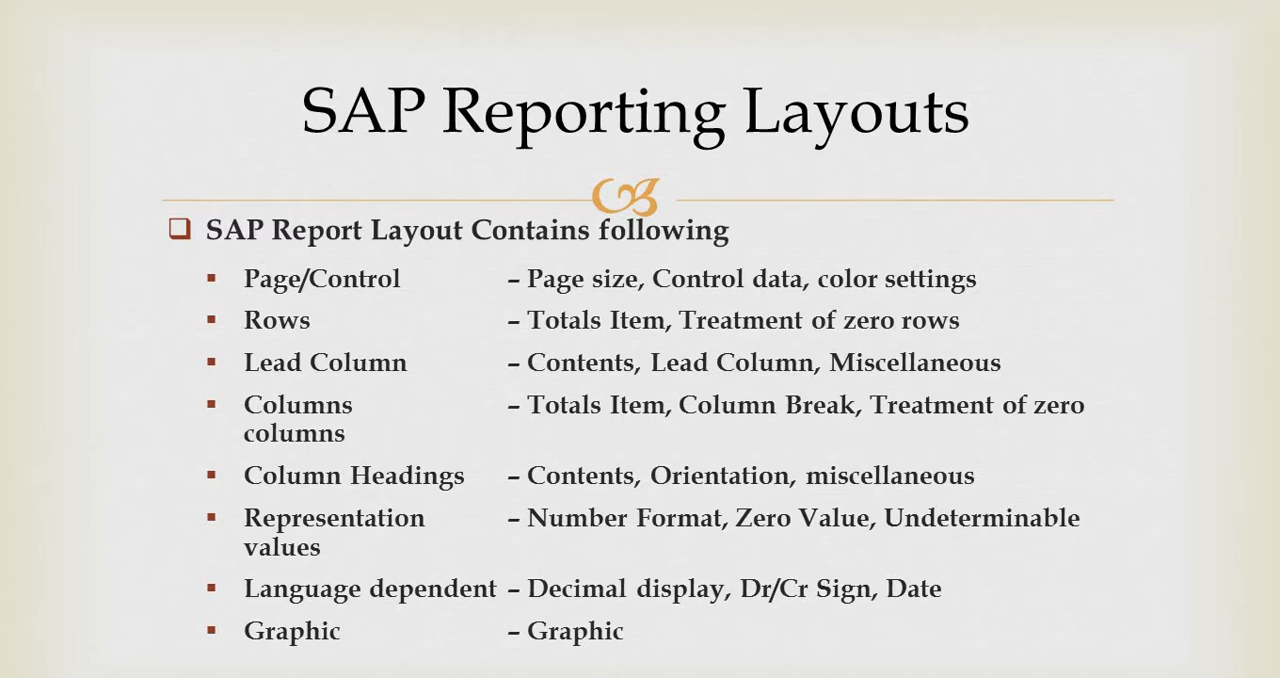 SAP Reporting Layouts
SAP Report Layout Contains following
Page/Control – Page size, Control data, color settings
Rows – Totals Item, Treatment of zero rows
Lead Column – Contents, Lead Column, Miscellaneous
Columns – Totals Item, Column Break, Treatment of zero
columns
Column Headings – Contents, Orientation, miscellaneous
Representation – Number Format, Zero Value, Undeterminable
values
Language dependent – Decimal display, Dr/Cr Sign, Date
Graphic – Graphic